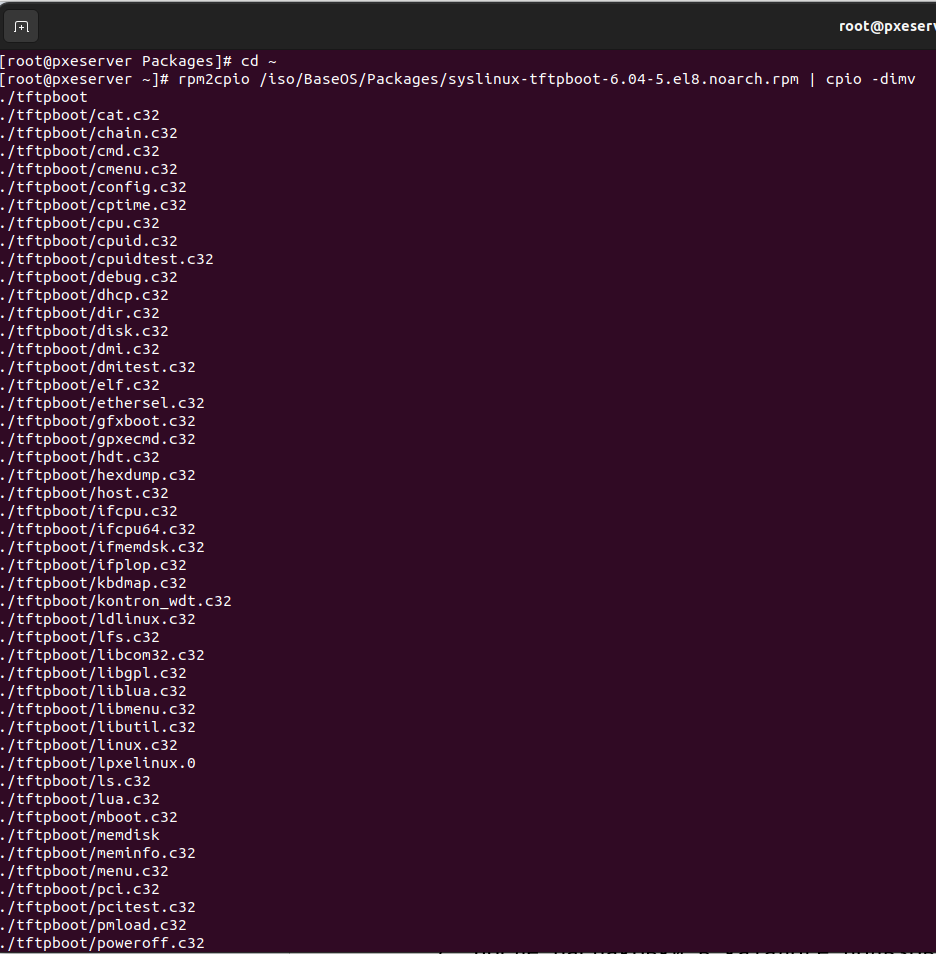 root@pxeserv
[root@pxeserver Packages]# cd ~
[root@pxeserver ~]# rpm2cpio /iso/BaseOS/Packages/syslinux-tftpboot-6.04-5.el8.noarch.rpm | cpio -dimv
./tftpboot
./tftpboot/cat.c32
./tftpboot/chain.c32
./tftpboot/cmd.c32
./tftpboot/cmenu.c32
./tftpboot/config.c32
./tftpboot/cptime.c32
./tftpboot/cpu.c32
./tftpboot/cpuid.c32
./tftpboot/cpuidtest.c32
./tftpboot/debug.c32
./tftpboot/dhcp.c32
./tftpboot/dir.c32
./tftpboot/disk.c32
./tftpboot/dmi.c32
./tftpboot/dmitest.c32
./tftpboot/elf.c32
./tftpboot/ethersel.c32
./tftpboot/gfxboot.c32
./tftpboot/gpxecmd.c32
./tftpboot/hdt.c32
./tftpboot/hexdump.c32
./tftpboot/host.c32
./tftpboot/ifcpu.c32
./tftpboot/ifcpu64.c32
./tftpboot/ifmemdsk.c32
./tftpboot/ifplop.c32
./tftpboot/kbdmap.c32
./tftpboot/kontron_wdt.c32
./tftpboot/ldlinux.c32
./tftpboot/lfs.c32
./tftpboot/libcom32.c32
./tftpboot/libgpl.c32
./tftpboot/liblua.c32
./tftpboot/libmenu.c32
./tftpboot/libutil.c32
./tftpboot/linux.c32
./tftpboot/lpxelinux.0
./tftpboot/ls.c32
./tftpboot/lua.c32
./tftpboot/mboot.c32
./tftpboot/memdisk
./tftpboot/meminfo.c32
./tftpboot/menu.c32
./tftpboot/pci.c32
./tftpboot/pcitest.c32
./tftpboot/pmload.c32
./tftpboot/poweroff.c32